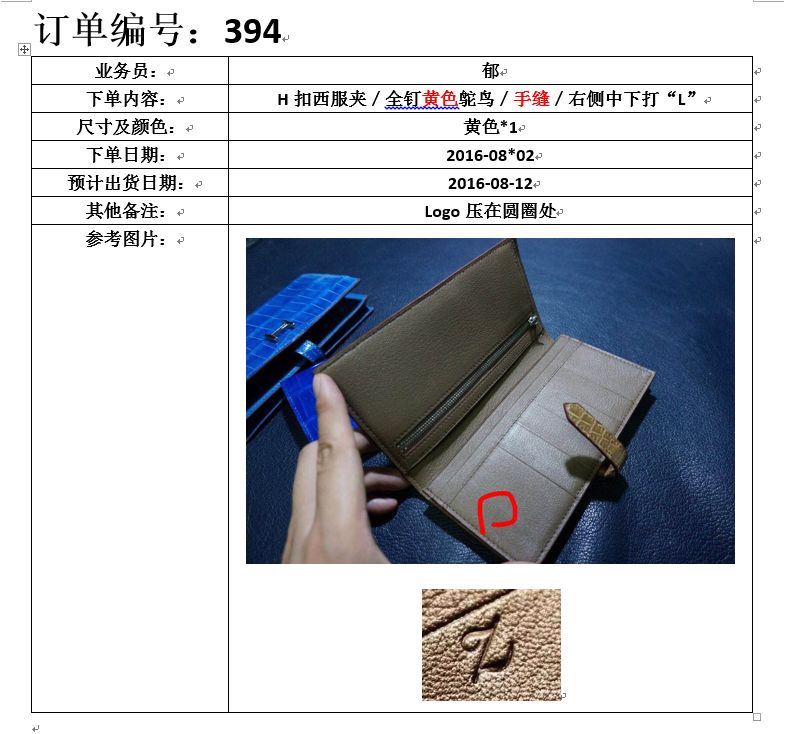 订单编号：394
业务员： 郁
下单内容： H 扣西服夹 / 全钉黄色鸵鸟 / 手缝 / 右侧中下打“L”
尺寸及颜色： 黄色*1
下单日期： 2016-08*02
预计出货日期： 2016-08-12
其他备注： Logo 压在圆圈处
参考图片：